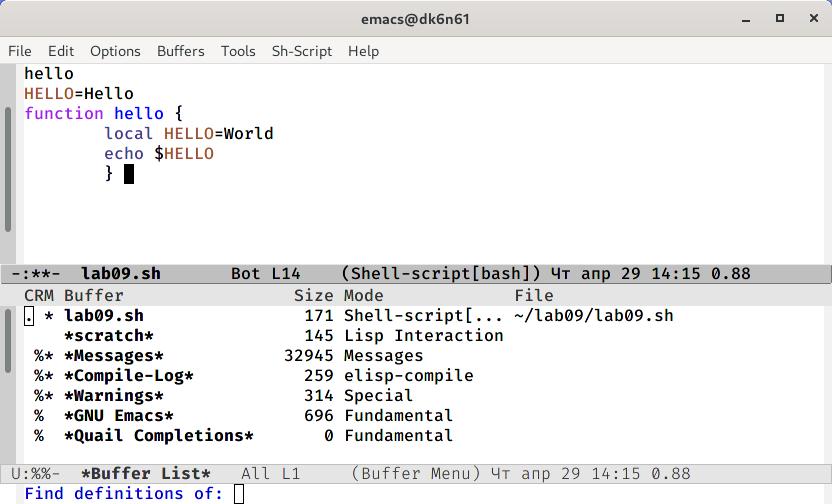 emacs@dk6n61
File Edit Options Buffers Tools Sh-Script Help
hello
HELLO=Hello
function hello {
        local HELLO=World
        echo $HELLO
        }
-:**-  lab09.sh       Bot L14    (Shell-script[bash]) Чт апр 29 14:15 0.88
CRM Buffer                 Size Mode             File
. * lab09.sh                171 Shell-script[... ~/lab09/lab09.sh
    *scratch*               145 Lisp Interaction
 %* *Messages*            32945 Messages
 %* *Compile-Log*           259 elisp-compile
 %* *Warnings*              314 Special
 %  *GNU Emacs*             696 Fundamental
 %  *Quail Completions*       0 Fundamental
U:%%-  *Buffer List*   All L1     (Buffer Menu) Чт апр 29 14:15 0.88
Find definitions of: